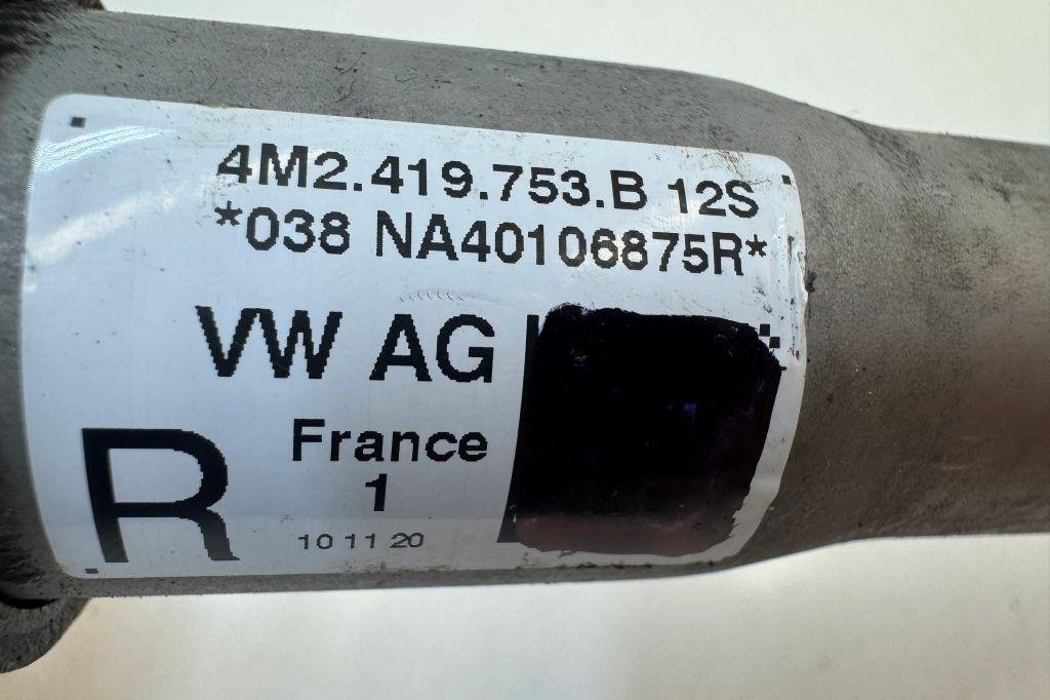 4M2.419.753.B 12S
*038 NA40106875R*
VW AG
France
1
R
10 11 20